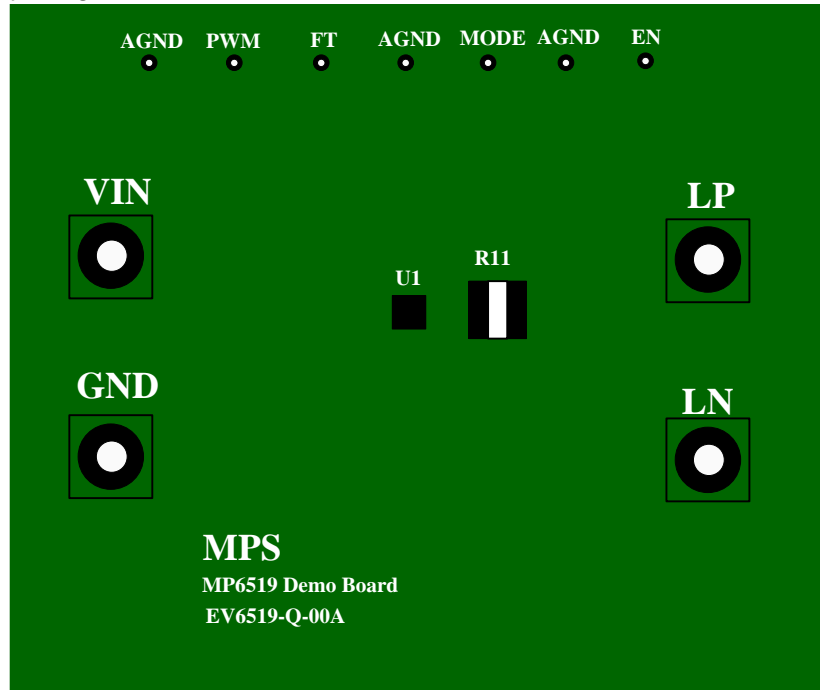 AGND PWM FT AGND MODE AGND EN
VIN
LP
R11
U1
GND
LN
MPS
MP6519 Demo Board
EV6519-Q-00A